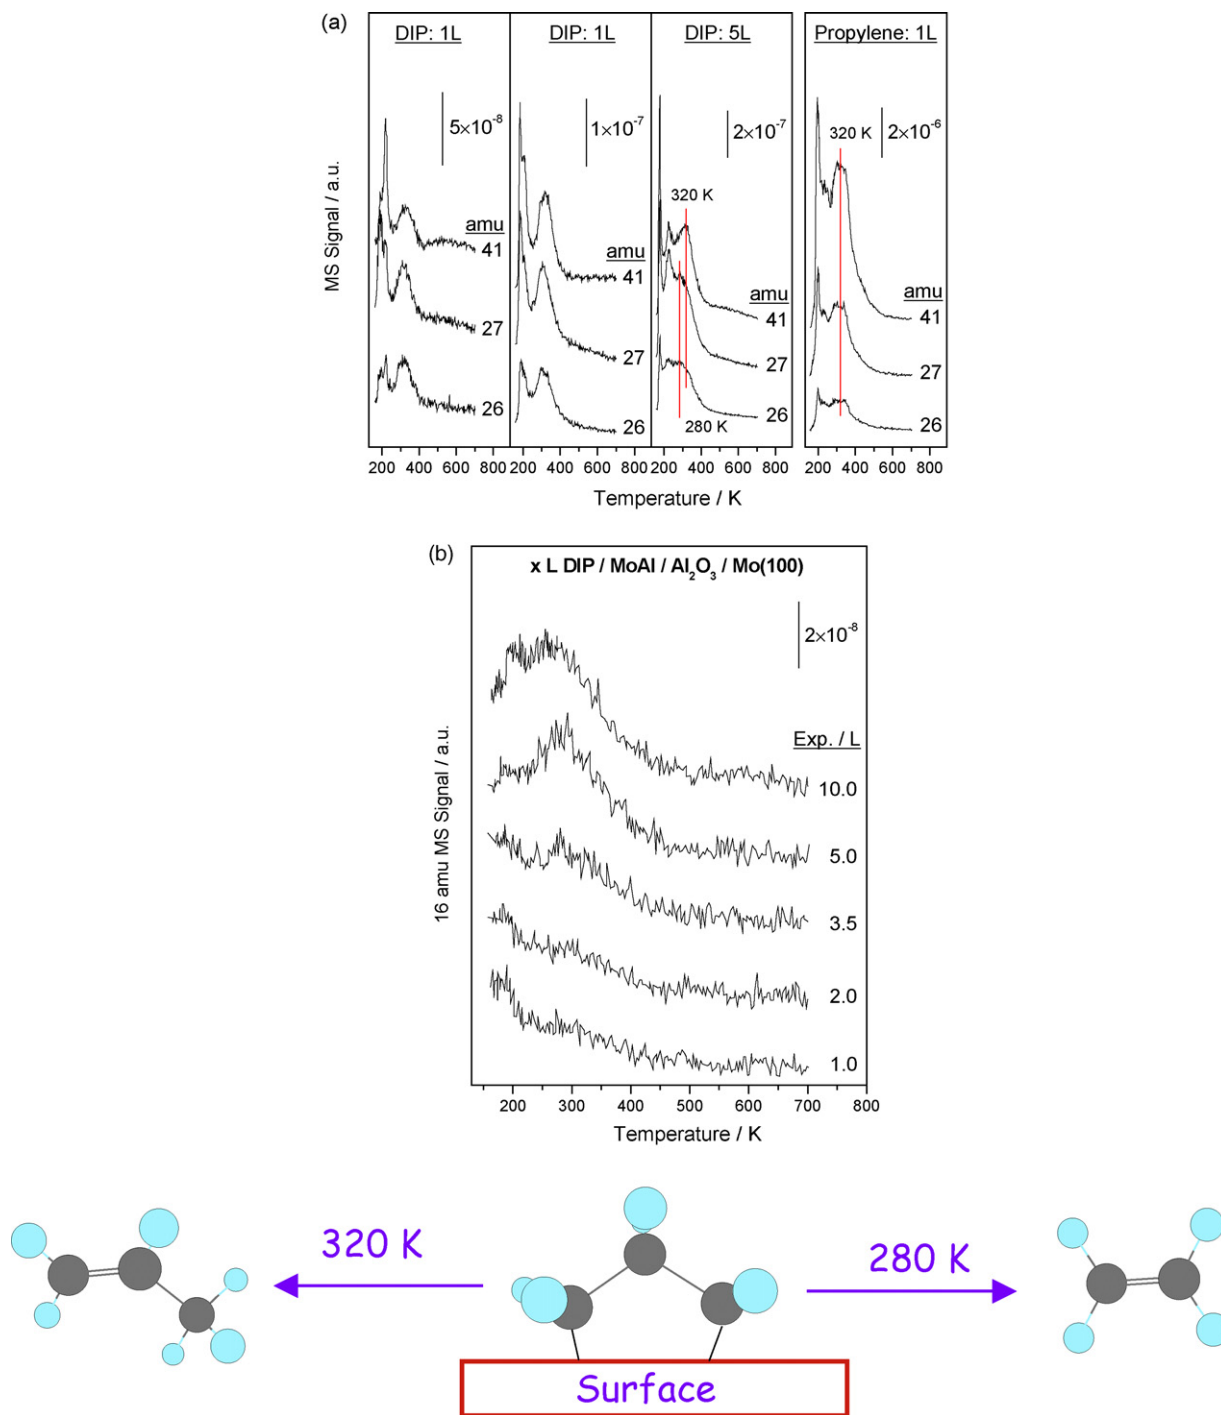 (a)
DIP: 1L
DIP: 1L
DIP: 5L
Propylene: 1L
5×10-8
1×10-7
2×10-7
2×10-6
320 K
320 K
280 K
amu
41
27
26
amu
41
27
26
amu
41
27
26
amu
41
27
26
MS Signal / a.u.
200 400 600 800
200 400 600 800
200 400 600 800
200 400 600 800
Temperature / K
(b)
x L DIP / MoAl / Al2O3 / Mo(100)
2×10-8
Exp. / L
10.0
5.0
3.5
2.0
1.0
16 amu MS Signal / a.u.
200 300 400 500 600 700 800
Temperature / K
320 K
280 K
Surface